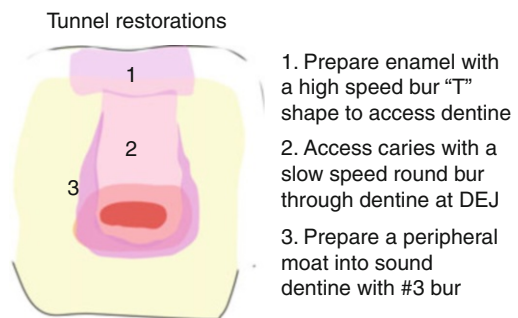 Tunnel restorations
1
2
3
1. Prepare enamel with
a high speed bur “T”
shape to access dentine
2. Access caries with a
slow speed round bur
through dentine at DEJ
3. Prepare a peripheral
moat into sound
dentine with #3 bur